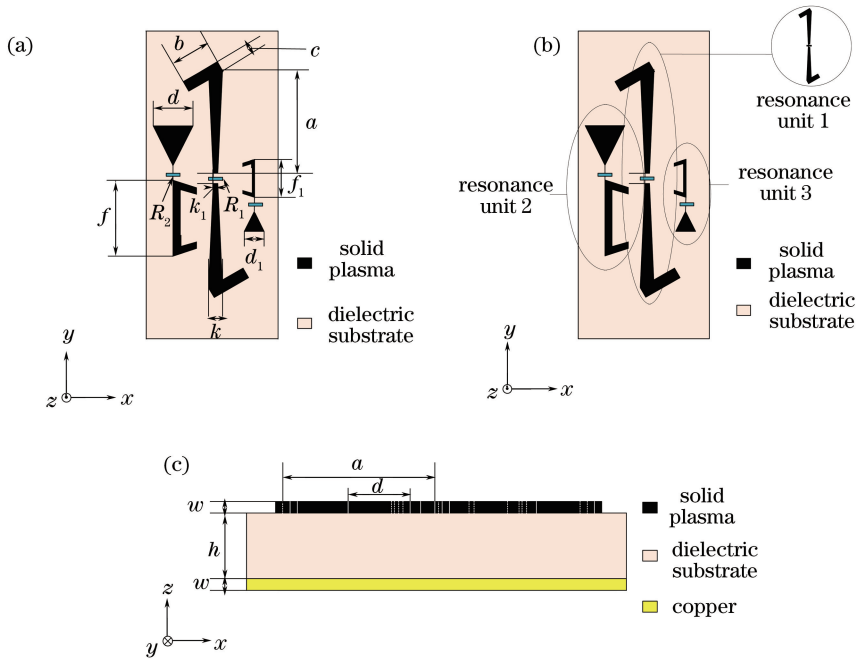 (a)
b
c
d
a
f
R2
k1
R1
f1
d1
k
solid
plasma
dielectric
substrate
y
z
x
(b)
resonance
unit 1
resonance
unit 2
resonance
unit 3
solid
plasma
dielectric
substrate
y
z
x
(c)
a
d
w
h
w
solid
plasma
dielectric
substrate
copper
z
y
x